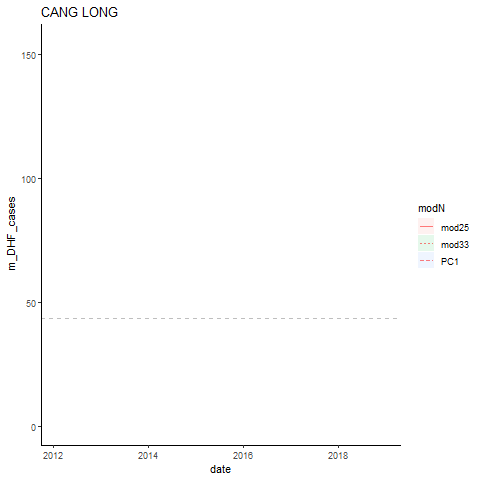 CANG LONG
150
100
50
0
m_DHF_cases
2012
2014
2016
2018
date
modN
mod25
mod33
PC1